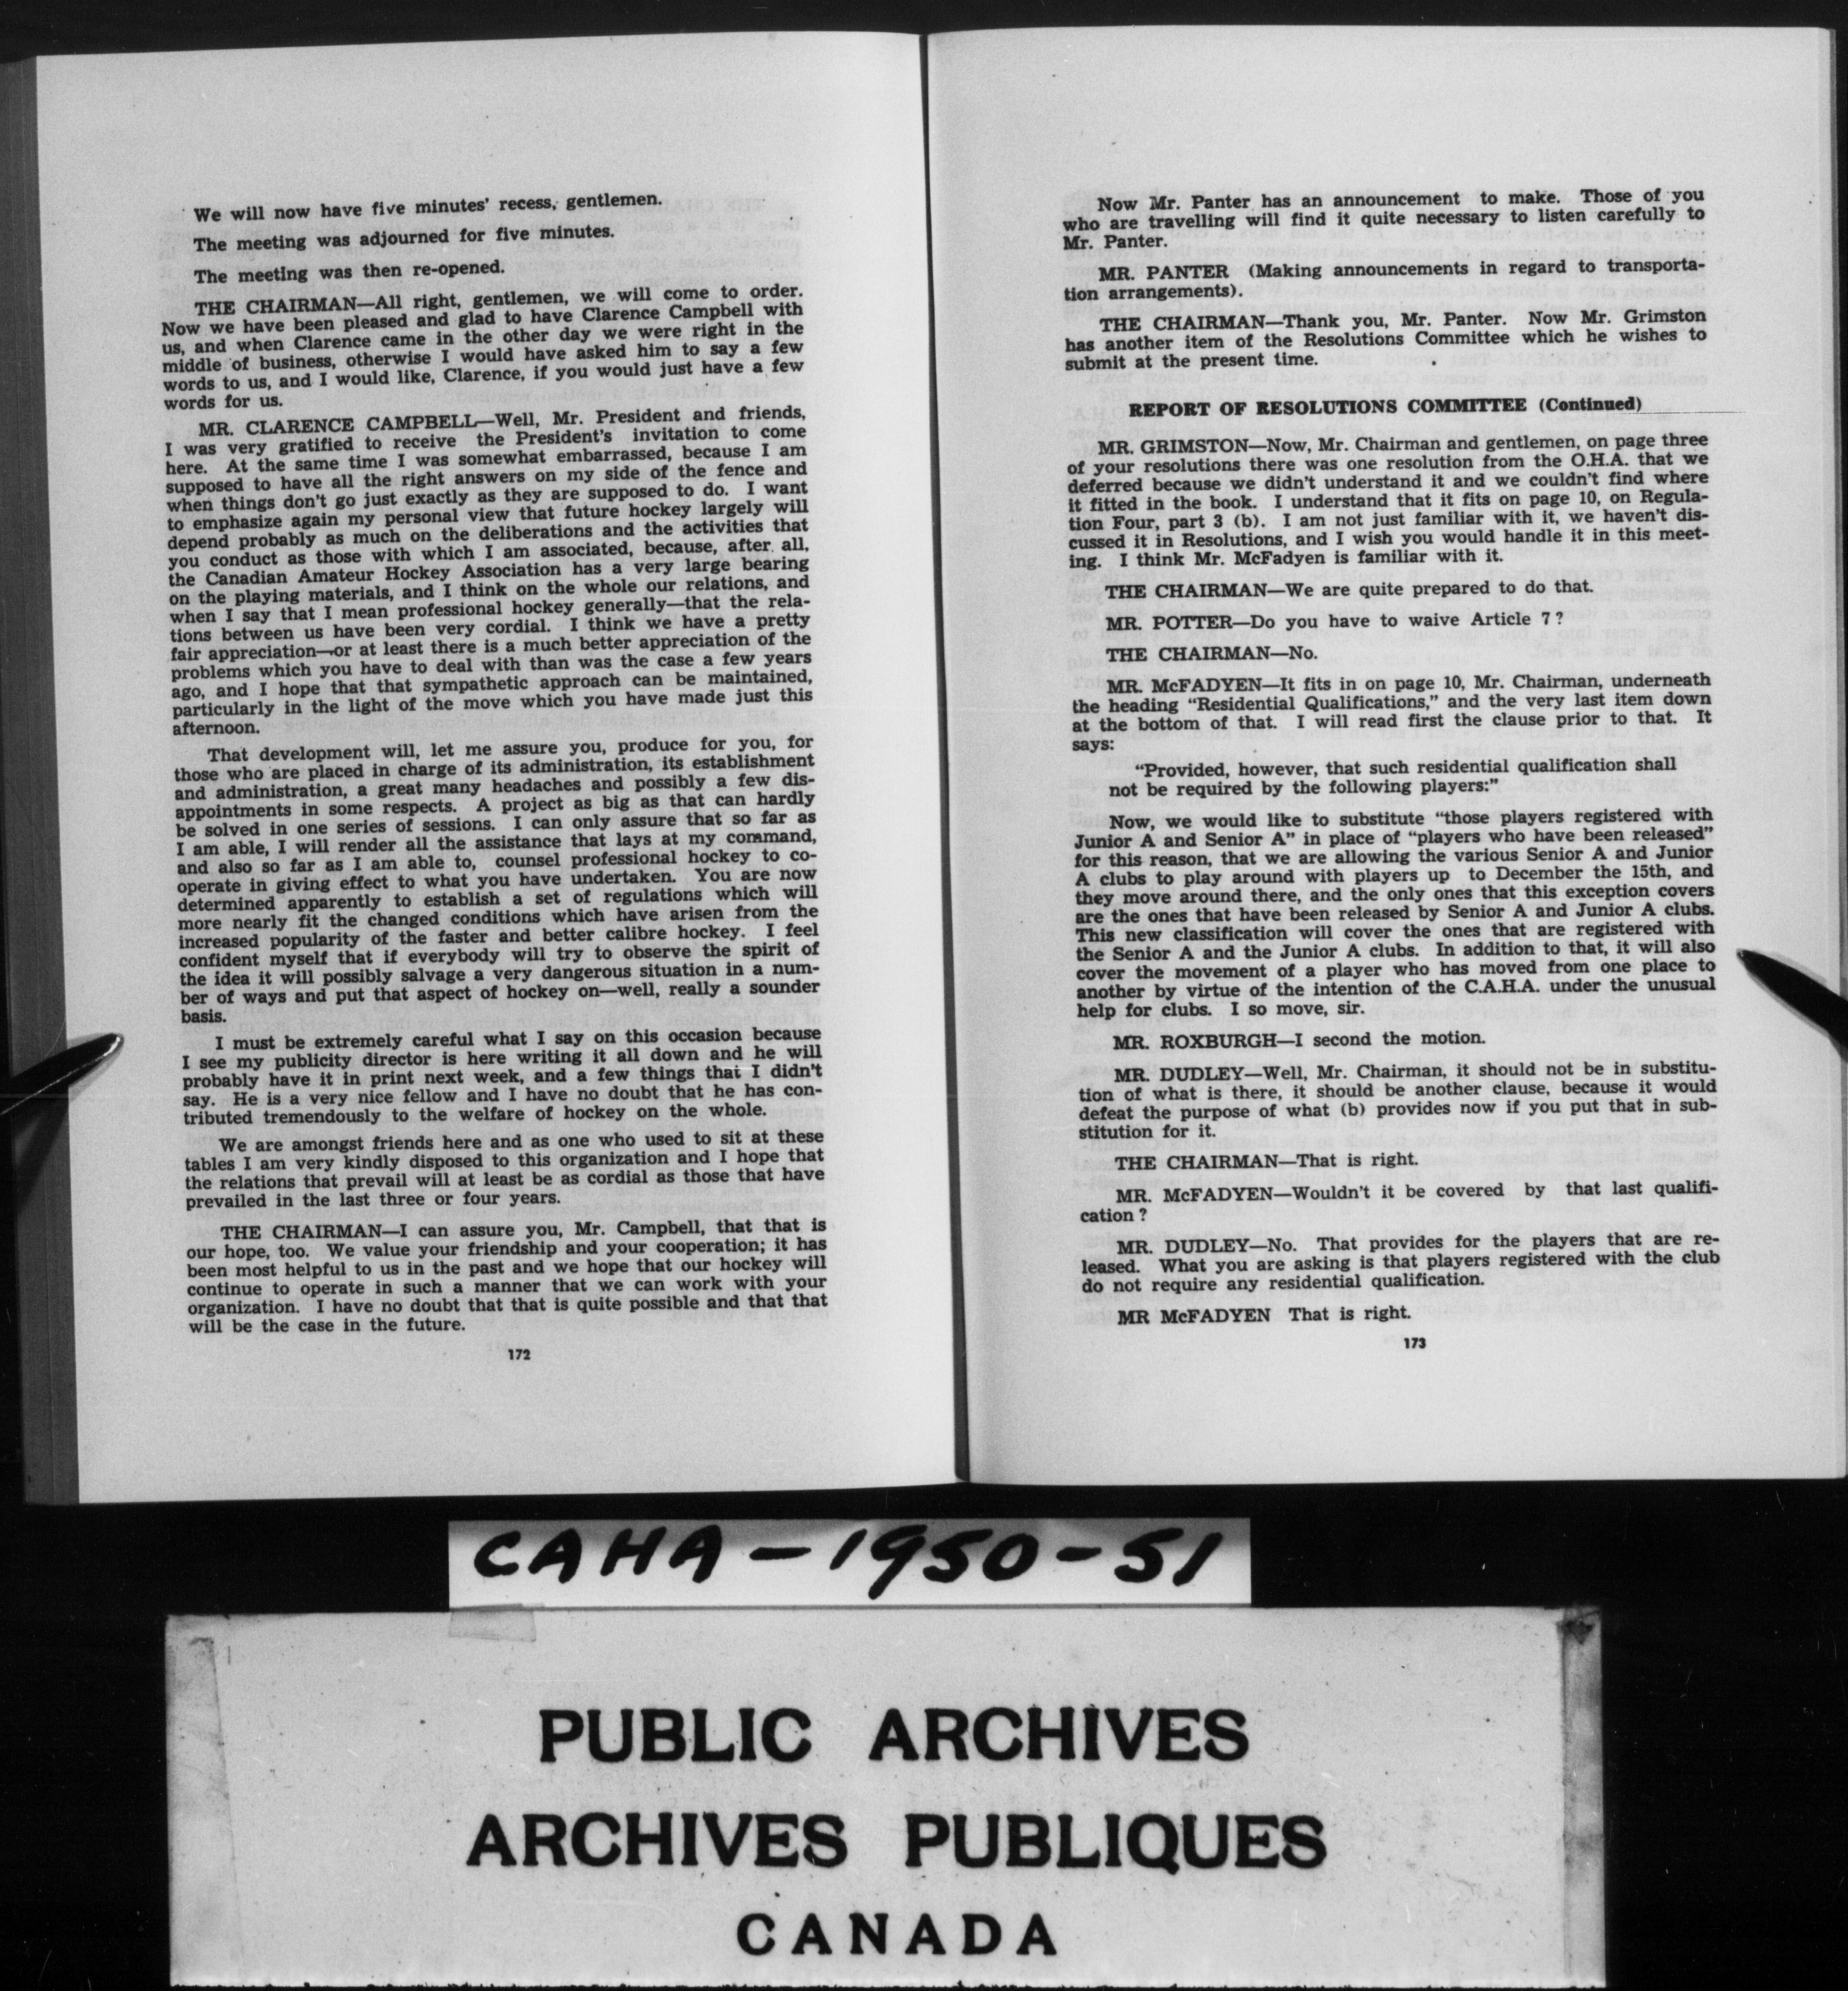 We will now have five minutes' recess, gentlemen.
The meeting was adjourned for five minutes.
The meeting was then re-opened.
THE CHAIRMAN—All right, gentlemen, we will come to order.
Now we have been pleased and glad to have Clarence Campbell with
us, and when Clarence came in the other day we were right in the
middle of business, otherwise I would have asked him to say a few
words to us, and I would like, Clarence, if you would just have a few
words for us.
MR. CLARENCE CAMPBELL—Well, Mr. President and friends,
I was very gratified to receive the President's invitation to come
here. At the same time I was somewhat embarrassed, because I am
supposed to have all the right answers on my side of the fence and
when things don't go just exactly as they are supposed to do. I want
to emphasize again my personal view that future hockey largely will
depend probably as much on the deliberations and the activities that
you conduct as those with which I am associated, because, after all,
the Canadian Amateur Hockey Association has a very large bearing
on the playing materials, and I think on the whole our relations, and
when I say that I mean professional hockey generally—that the rela-
tions between us have been very cordial. I think we have a pretty
fair appreciation—or at least there is a much better appreciation of the
problems which you have to deal with than was the case a few years
ago, and I hope that that sympathetic approach can be maintained,
particularly in the light of the move which you have made just this
afternoon.
That development will, let me assure you, produce for you, for
those who are placed in charge of its administration, its establishment
and administration, a great many headaches and possibly a few dis-
appointments in some respects. A project as big as that can hardly
be solved in one series of sessions. I can only assure that so far as
I am able, I will render all the assistance that lays at my command,
and also so far as I am able to, counsel professional hockey to co-
operate in giving effect to what you have undertaken. You are now
determined apparently to establish a set of regulations which will
more nearly fit the changed conditions which have arisen from the
increased popularity of the faster and better calibre hockey. I feel
confident myself that if everybody will try to observe the spirit of
the idea it will possibly salvage a very dangerous situation in a num-
ber of ways and put that aspect of hockey on—well, really a sounder
basis.
I must be extremely careful what I say on this occasion because
I see my publicity director is here writing it all down and he will
probably have it in print next week, and a few things that I didn't
say. He is a very nice fellow and I have no doubt that he has con-
tributed tremendously to the welfare of hockey on the whole.
We are amongst friends here and as one who used to sit at these
tables I am very kindly disposed to this organization and I hope that
the relations that prevail will at least be as cordial as those that have
prevailed in the last three or four years.
THE CHAIRMAN—I can assure you, Mr. Campbell, that that is
our hope, too. We value your friendship and your cooperation; it has
been most helpful to us in the past and we hope that our hockey will
continue to operate in such a manner that we can work with your
organization. I have no doubt that that is quite possible and that that
will be the case in the future.
172
Now Mr. Panter has an announcement to make. Those of you
who are travelling will find it quite necessary to listen carefully to
Mr. Panter.
MR. PANTER (Making announcements in regard to transporta-
tion arrangements).
THE CHAIRMAN—Thank you, Mr. Panter. Now Mr. Grimston
has another item of the Resolutions Committee which he wishes to
submit at the present time.
REPORT OF RESOLUTIONS COMMITTEE (Continued)
MR. GRIMSTON—Now, Mr. Chairman and gentlemen, on page three
of your resolutions there was one resolution from the O.H.A. that we
deferred because we didn't understand it and we couldn't find where
it fitted in the book. I understand that it fits on page 10, on Regula-
tion Four, part 3 (b). I am not just familiar with it, we haven't dis-
cussed it in Resolutions, and I wish you would handle it in this meet-
ing. I think Mr. McFadyen is familiar with it.
THE CHAIRMAN—We are quite prepared to do that.
MR. POTTER—Do you have to waive Article 7?
THE CHAIRMAN—No.
MR. McFADYEN—It fits in on page 10, Mr. Chairman, underneath
the heading "Residential Qualifications," and the very last item down
at the bottom of that. I will read first the clause prior to that. It
says:
"Provided, however, that such residential qualification shall
not be required by the following players:"
Now, we would like to substitute "those players registered with
Junior A and Senior A" in place of "players who have been released"
for this reason, that we are allowing the various Senior A and Junior
A clubs to play around with players up to December the 15th, and
they move around there, and the only ones that this exception covers
are the ones that have been released by Senior A and Junior A clubs.
This new classification will cover the ones that are registered with
the Senior A and the Junior A clubs. In addition to that, it will also
cover the movement of a player who has moved from one place to
another by virtue of the intention of the C.A.H.A. under the unusual
help for clubs. I so move, sir.
MR. ROXBURGH—I second the motion.
MR. DUDLEY—Well, Mr. Chairman, it should not be in substitu-
tion of what is there, it should be another clause, because it would
defeat the purpose of what (b) provides now if you put that in sub-
stitution for it.
THE CHAIRMAN—That is right.
MR. McFADYEN—Wouldn't it be covered by that last qualifi-
cation?
MR. DUDLEY—No. That provides for the players that are re-
leased. What you are asking is that players registered with the club
do not require any residential qualification.
MR McFADYEN That is right.
173
CAHA-1950-51
PUBLIC ARCHIVES
ARCHIVES PUBLIQUES
CANADA